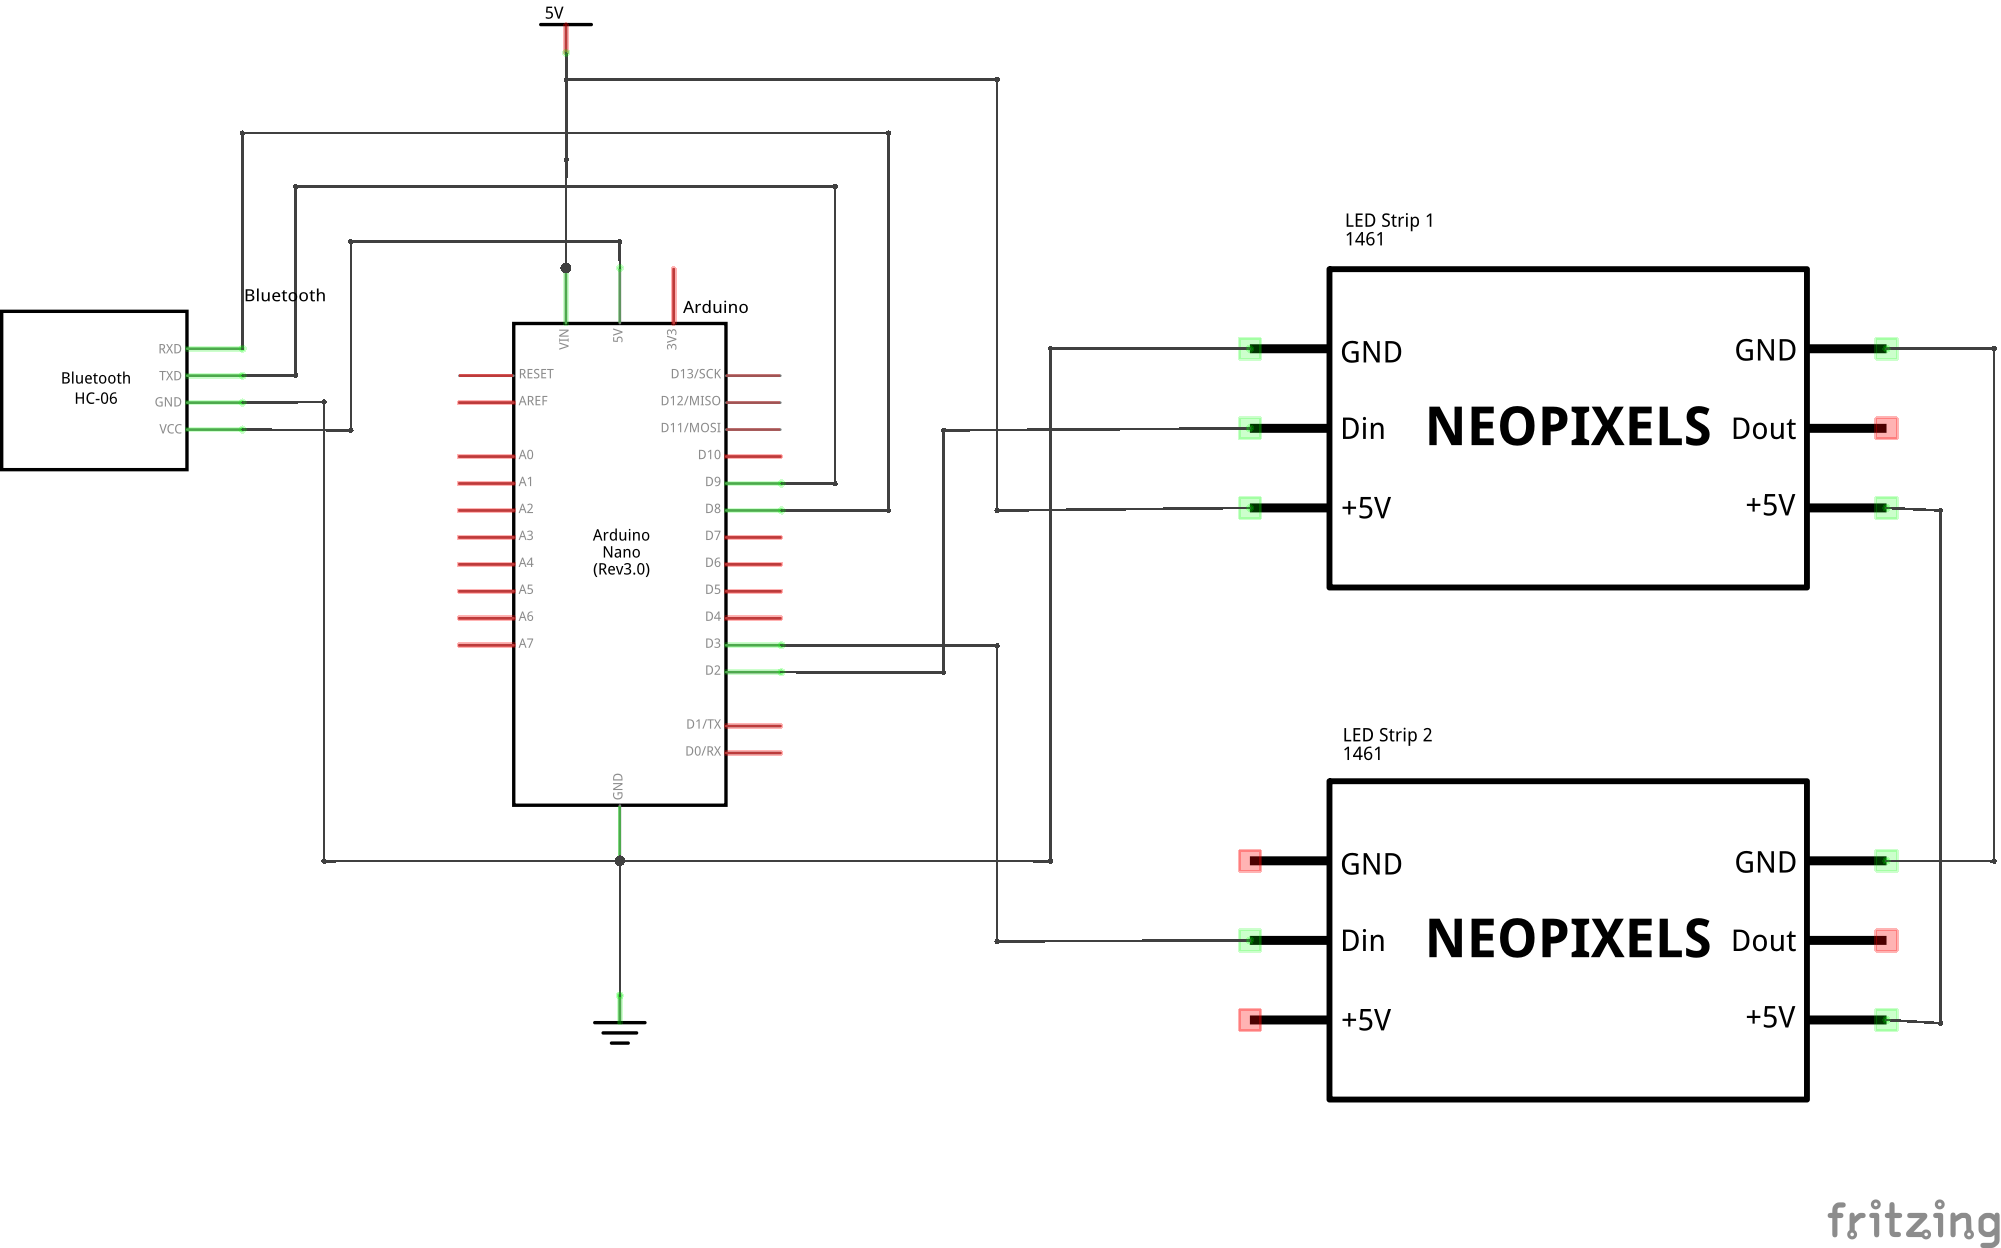 5V
Bluetooth
RXD
TXD
GND
VCC
Bluetooth
HC-06
Arduino
VIN
5V
3V3
RESET
AREF
A0
A1
A2
A3
A4
A5
A6
A7
Arduino
Nano
(Rev3.0)
D13/SCK
D12/MISO
D11/MOSI
D10
D9
D8
D7
D6
D5
D4
D3
D2
D1/TX
D0/RX
GND
LED Strip 1
1461
GND
Din
+5V
NEOPIXELS
GND
Dout
+5V
LED Strip 2
1461
GND
Din
+5V
NEOPIXELS
GND
Dout
+5V
fritzing